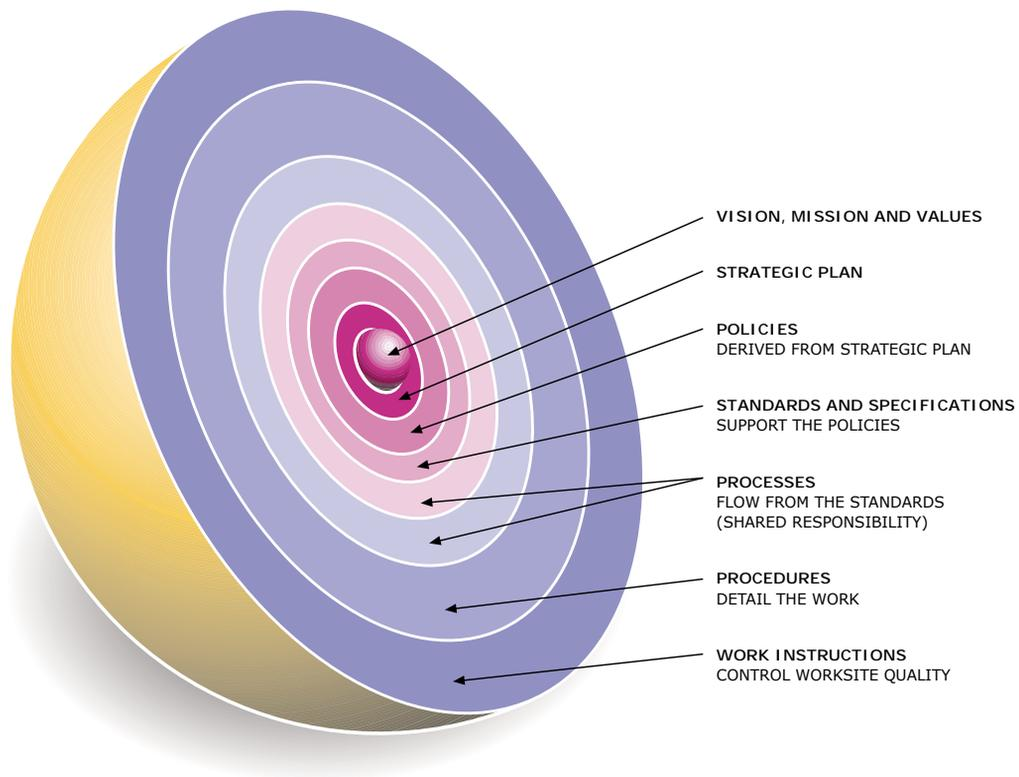 VISION, MISSION AND VALUES
STRATEGIC PLAN
POLICIES
DERIVED FROM STRATEGIC PLAN
STANDARDS AND SPECIFICATIONS
SUPPORT THE POLICIES
PROCESSES
FLOW FROM THE STANDARDS
(SHARED RESPONSIBILITY)
PROCEDURES
DETAIL THE WORK
WORK INSTRUCTIONS
CONTROL WORKSITE QUALITY